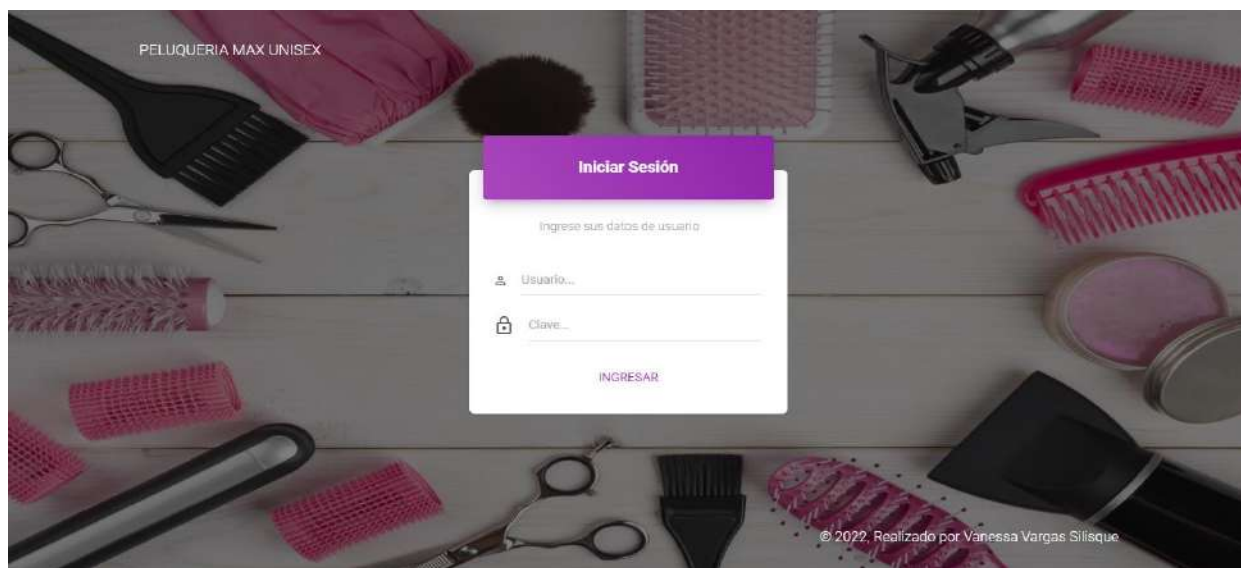 PELUQUERIA MAX UNISEX
Iniciar Sesión
Ingrese sus datos de usuario
Usuario...
Clave...
INGRESAR
© 2022, Realizado por Vanessa Vargas Silisque